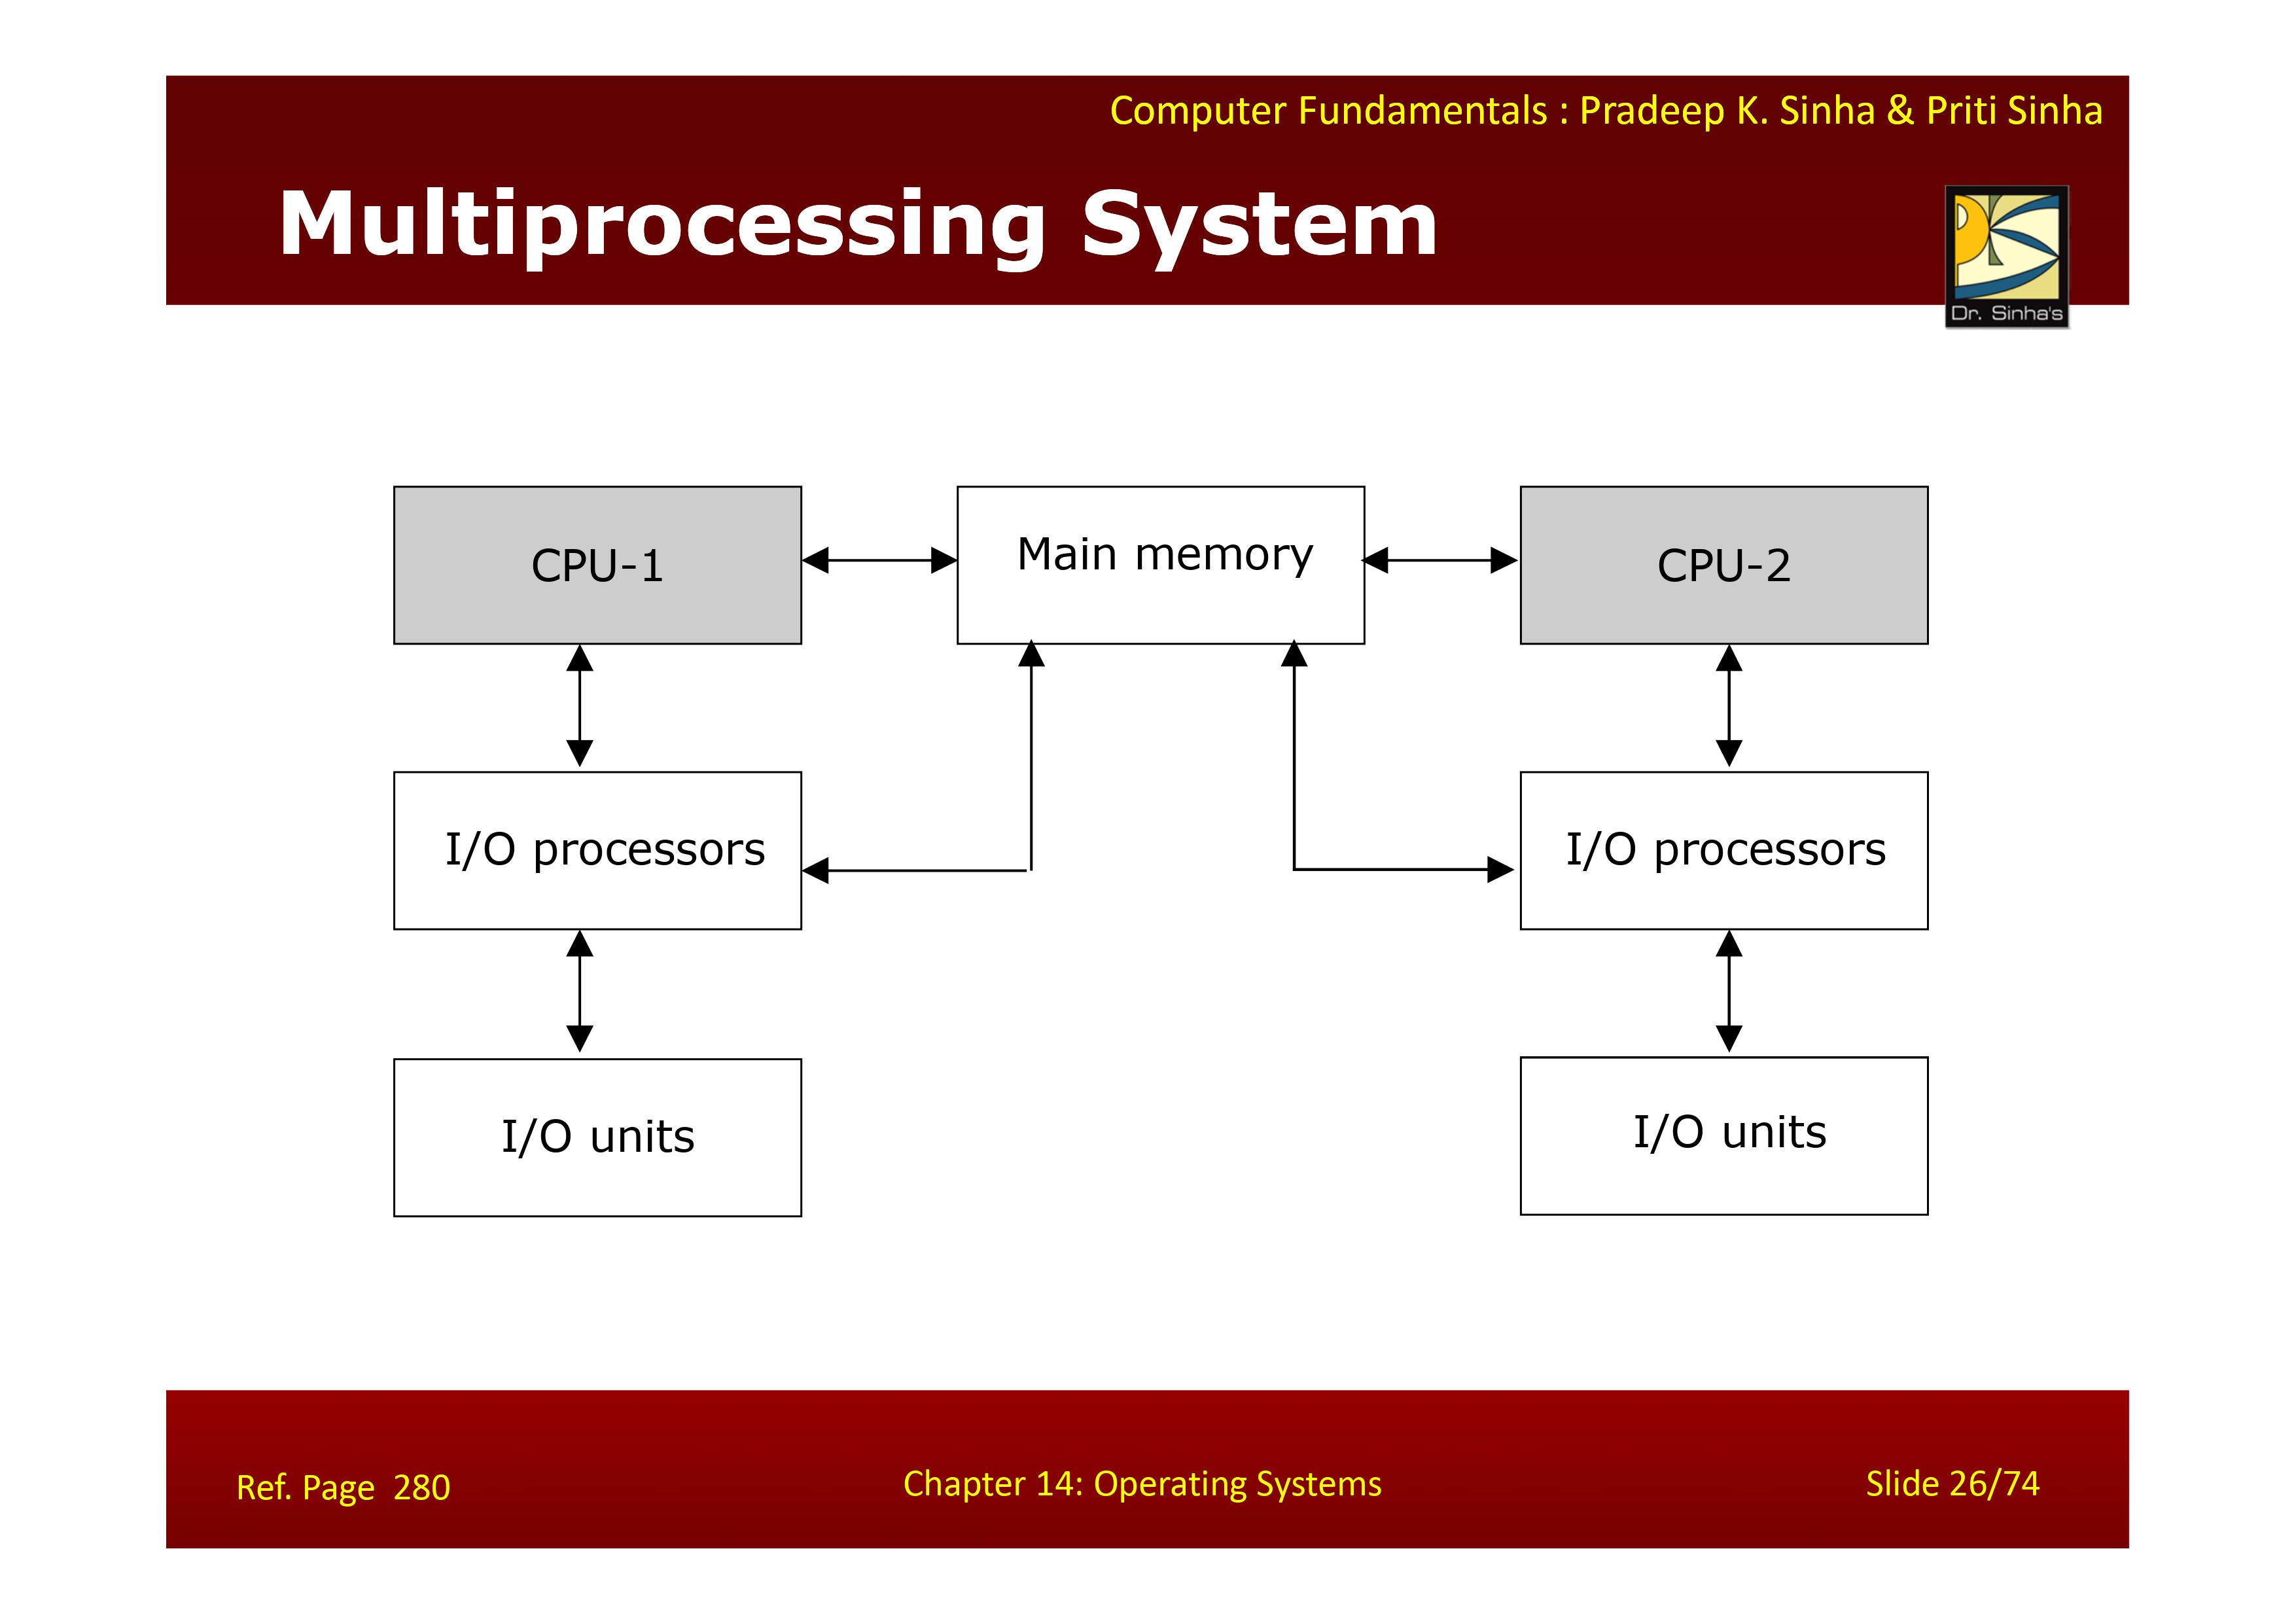 Computer Fundamentals : Pradeep K. Sinha & Priti Sinha
Multiprocessing System
Dr. Sinha's
CPU-1
Main memory
CPU-2
I/O processors
I/O processors
I/O units
I/O units
Ref. Page 280
Chapter 14: Operating Systems
Slide 26/74